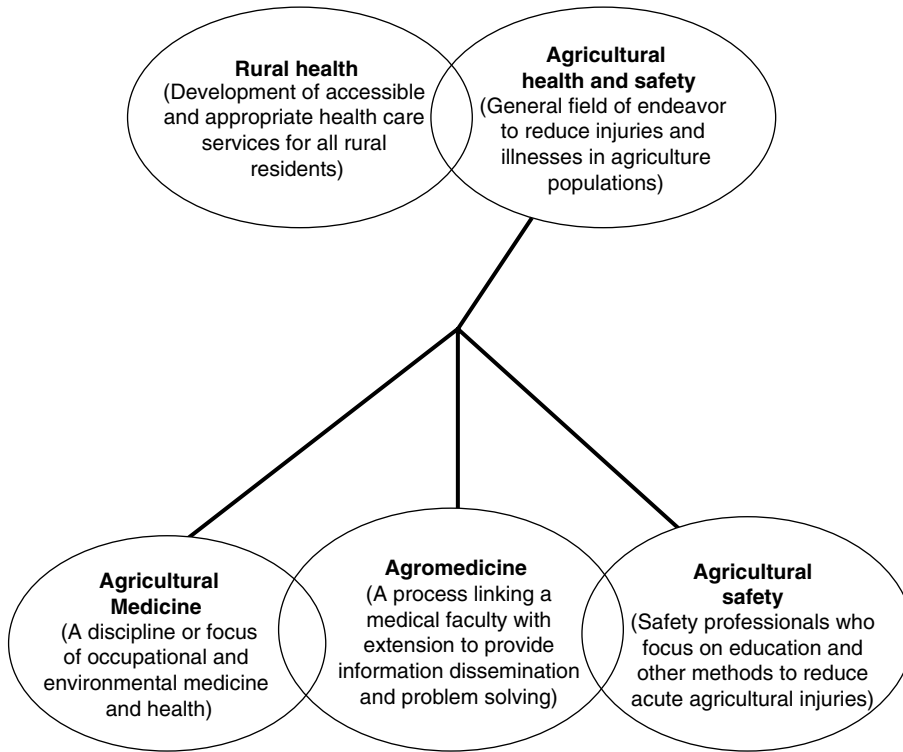 Rural health
(Development of accessible
and appropriate health care
services for all rural
residents)
Agricultural
health and safety
(General field of endeavor
to reduce injuries and
illnesses in agriculture
populations)
Agricultural
Medicine
(A discipline or focus
of occupational and
environmental medicine
and health)
Agromedicine
(A process linking a
medical faculty with
extension to provide
information dissemination
and problem solving)
Agricultural
safety
(Safety professionals who
focus on education and
other methods to reduce
acute agricultural injuries)